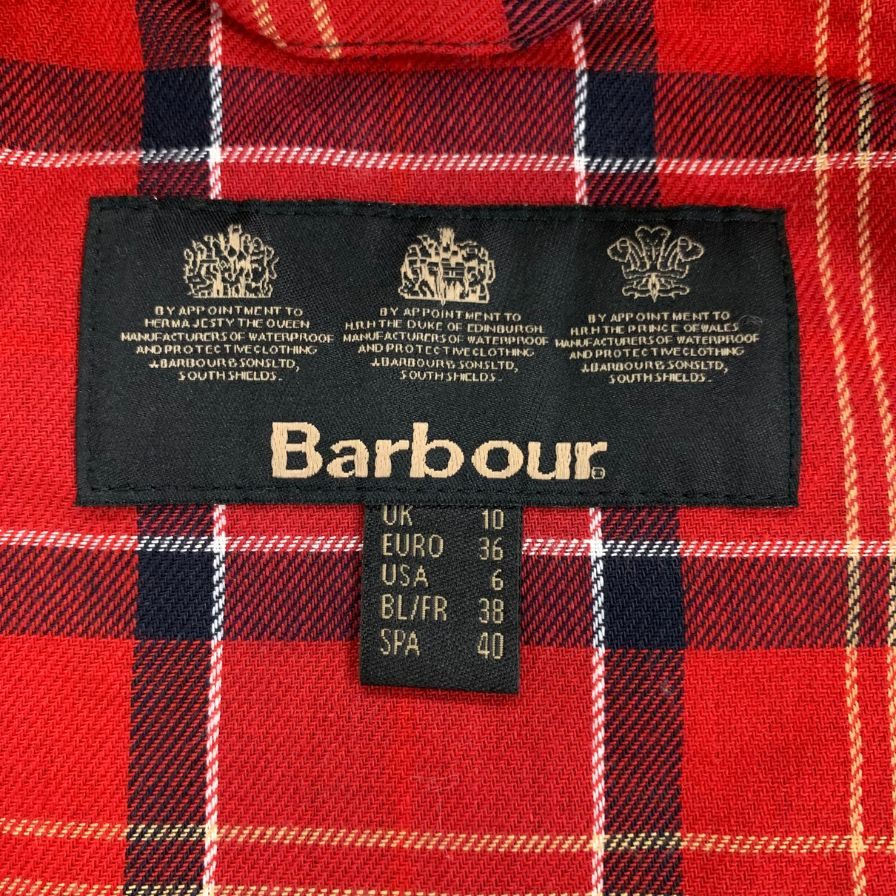 BY APPOINTMENT TO
HER MAJESTY THE QUEEN
MANUFACTURERS OF WATERPROOF
AND PROTECTIVE CLOTHING
J.BARBOUR & SONS LTD,
SOUTH SHIELDS.
BY APPOINTMENT TO
H.R.H THE DUKE OF EDINBURGH
MANUFACTURERS OF WATERPROOF
AND PROTECTIVE CLOTHING
J.BARBOUR & SONS LTD,
SOUTH SHIELDS.
BY APPOINTMENT TO
H.R.H THE PRINCE OF WALES
MANUFACTURERS OF WATERPROOF
AND PROTECTIVE CLOTHING
J.BARBOUR & SONS LTD,
SOUTH SHIELDS.
Barbour®
UK 10
EURO 36
USA 6
BL/FR 38
SPA 40